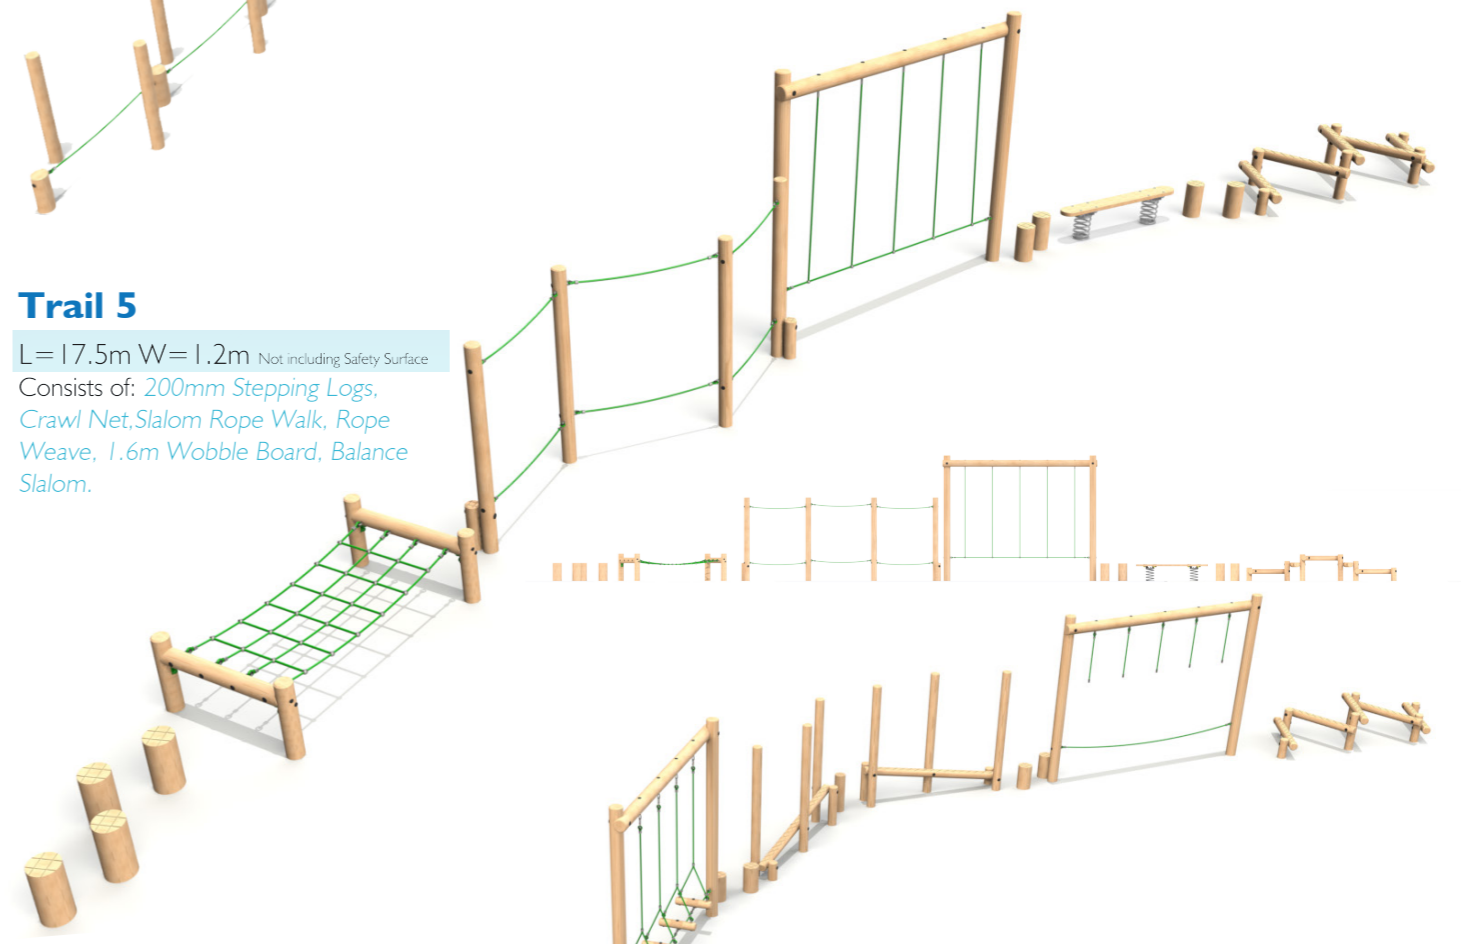 Trail 5
L=17.5m W=1.2m Not including Safety Surface
Consists of: 200mm Stepping Logs,
Crawl Net,Slalom Rope Walk, Rope
Weave, 1.6m Wobble Board, Balance
Slalom.